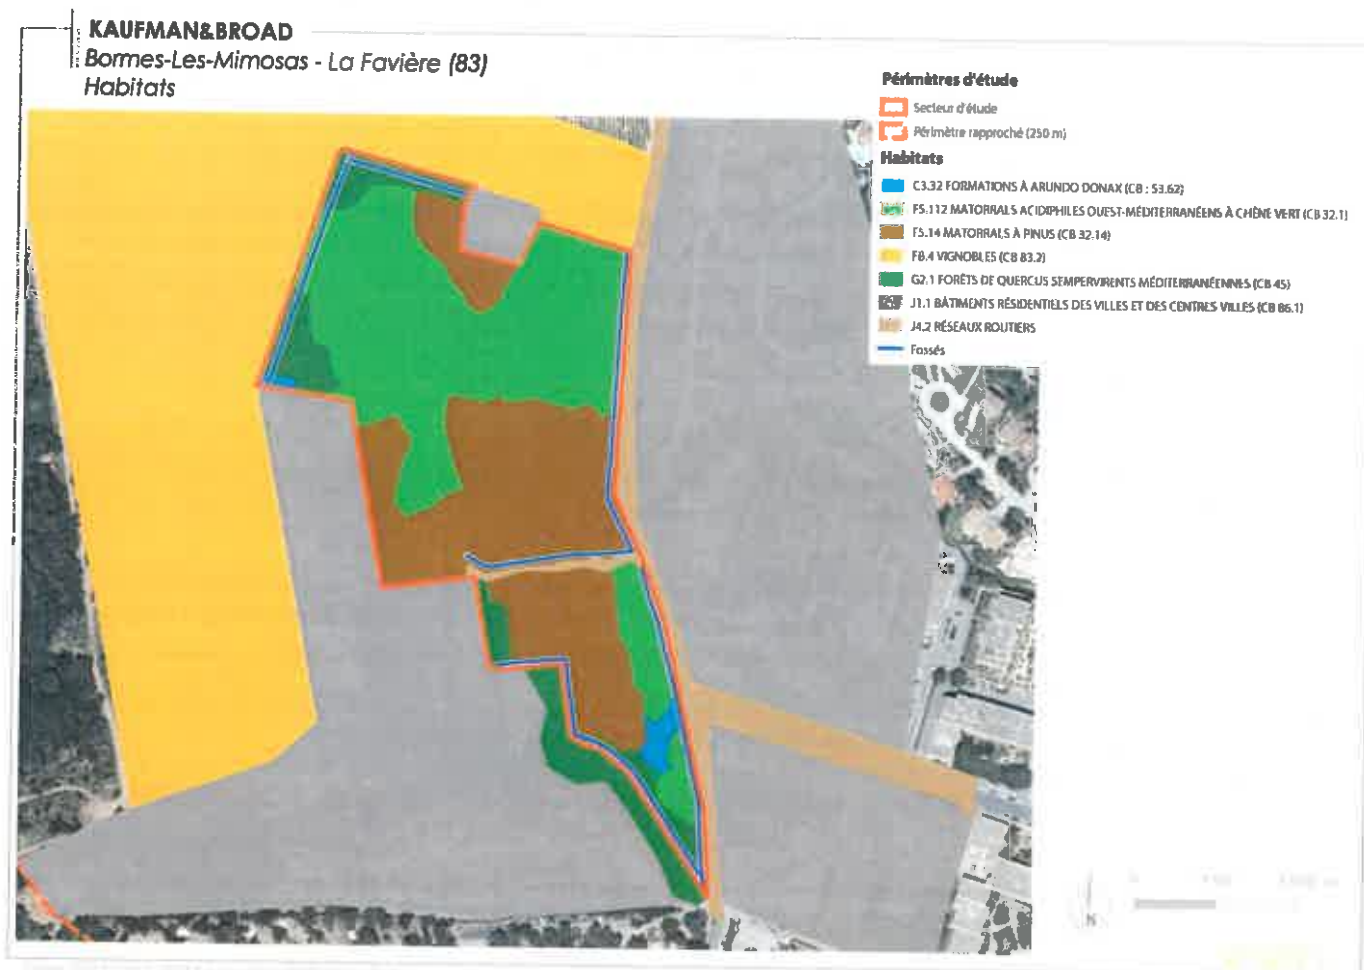 KAUFMAN&BROAD
Bormes-Les-Mimosas - La Favière (83)
Habitats
Périmètres d'étude
Secteur d'étude
Périmètre rapproché (250 m)
Habitats
C3.32 FORMATIONS À ARUNDO DONAX (CB : 53.62)
F5.112 MATORRALS ACIDIPHILES OUEST-MÉDITERRANÉENS À CHÊNE VERT (CB 32.1)
F5.14 MATORRALS À PINUS (CB 32.14)
FB.4 VIGNOBLES (CB 83.2)
G2.1 FORÊTS DE QUERCUS SEMPERVIRENTS MÉDITERRANÉENNES (CB 45)
J1.1 BÂTIMENTS RÉSIDENTIELS DES VILLES ET DES CENTRES VILLES (CB 86.1)
J4.2 RÉSEAUX ROUTIERS
Fossés
N